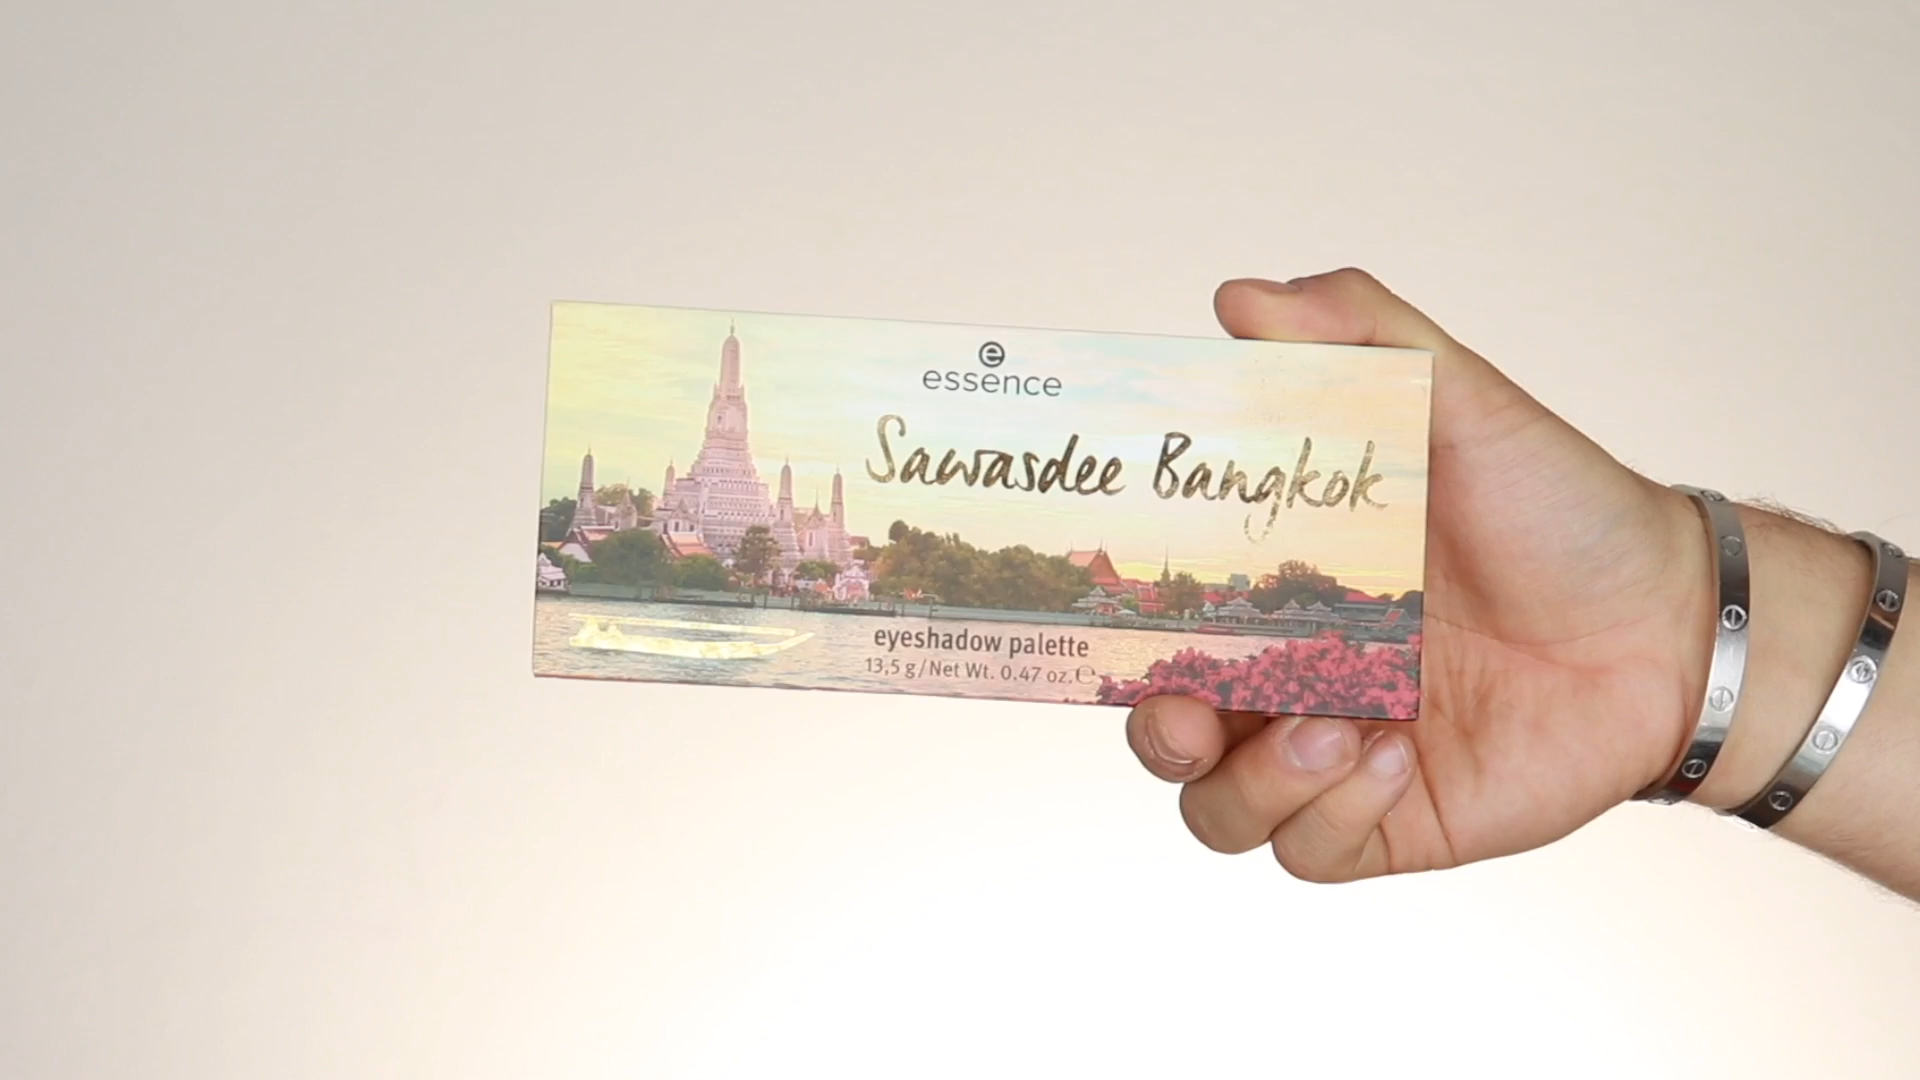 e
essence
Sawasdee Bangkok
eyeshadow palette
13,5 g/Net Wt. 0.47 oz.℮